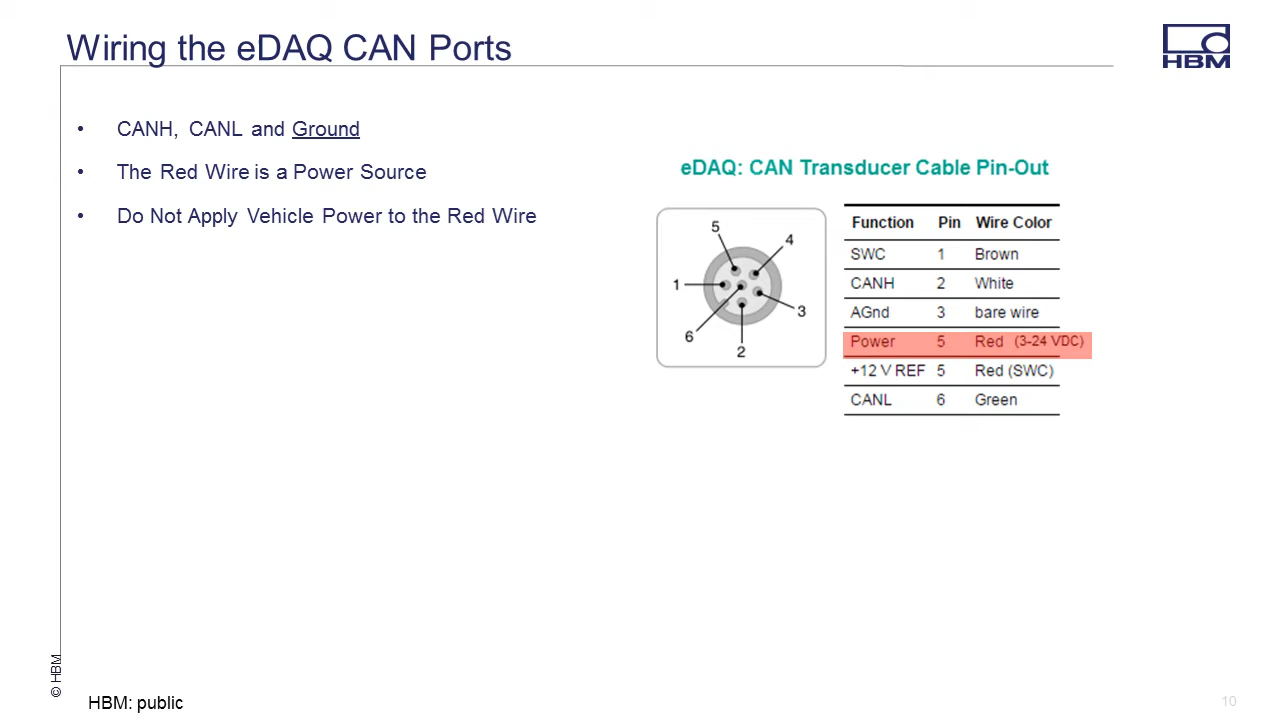 Wiring the eDAQ CAN Ports
HBM
• CANH, CANL and Ground
• The Red Wire is a Power Source
• Do Not Apply Vehicle Power to the Red Wire
eDAQ: CAN Transducer Cable Pin-Out
5
4
1
3
6
2
Function Pin Wire Color
SWC 1 Brown
CANH 2 White
AGnd 3 bare wire
Power 5 Red (3-24 VDC)
+12 V REF 5 Red (SWC)
CANL 6 Green
© HBM
HBM: public
10